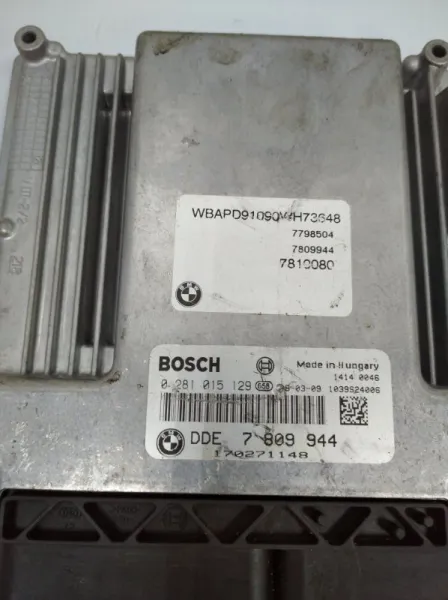 WBAPD91090WH73648
7798504
7809944
7810080
BOSCH
Made in Hungary
1414 0046
0 281 015 129 08-03-09 1039S24006
DDE 7 809 944
170271148